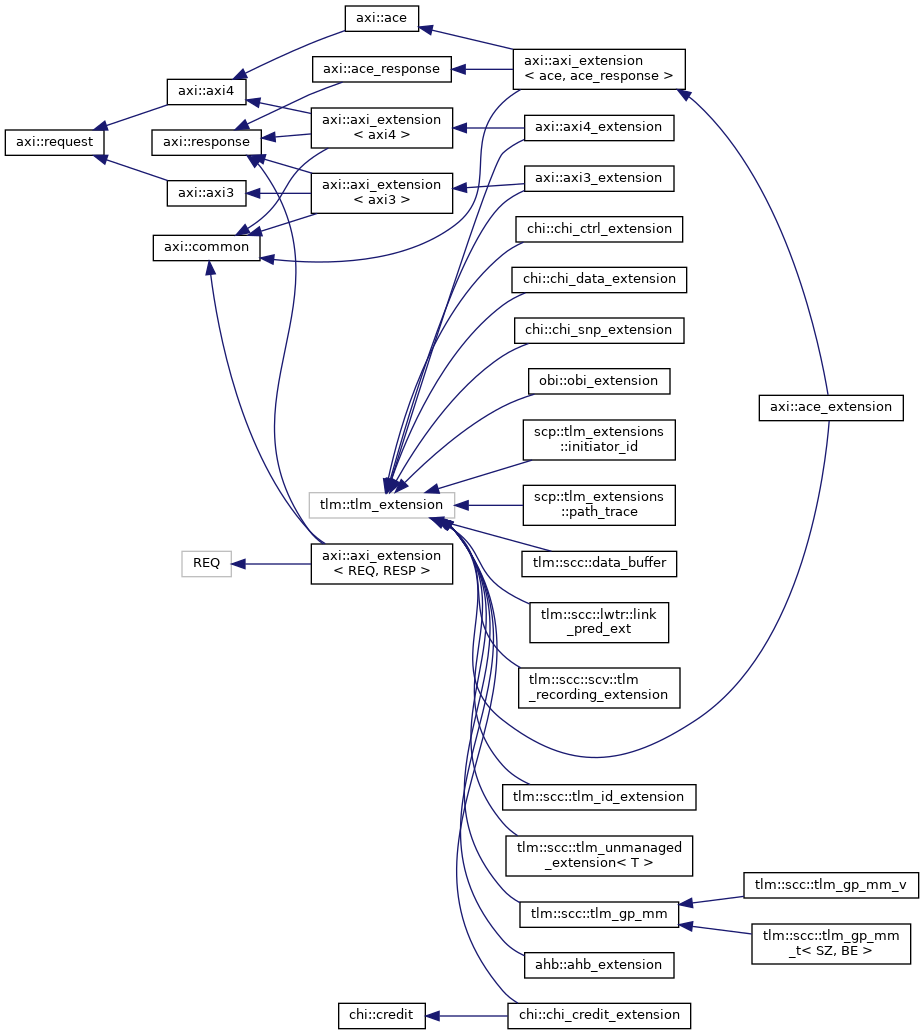 axi::ace
axi::axi_extension
< ace, ace_response >
axi::ace_response
axi::axi4
axi::axi_extension
< axi4 >
axi::axi4_extension
axi::request
axi::response
axi::axi3
axi::axi_extension
< axi3 >
axi::axi3_extension
chi::chi_ctrl_extension
axi::common
chi::chi_data_extension
chi::chi_snp_extension
obi::obi_extension
axi::ace_extension
scp::tlm_extensions
::initiator_id
tlm::tlm_extension
scp::tlm_extensions
::path_trace
REQ
axi::axi_extension
< REQ, RESP >
tlm::scc::data_buffer
tlm::scc::lwtr::link
_pred_ext
tlm::scc::scv::tlm
_recording_extension
tlm::scc::tlm_id_extension
tlm::scc::tlm_unmanaged
_extension< T >
tlm::scc::tlm_gp_mm
tlm::scc::tlm_gp_mm_v
tlm::scc::tlm_gp_mm
_t< SZ, BE >
ahb::ahb_extension
chi::credit
chi::chi_credit_extension